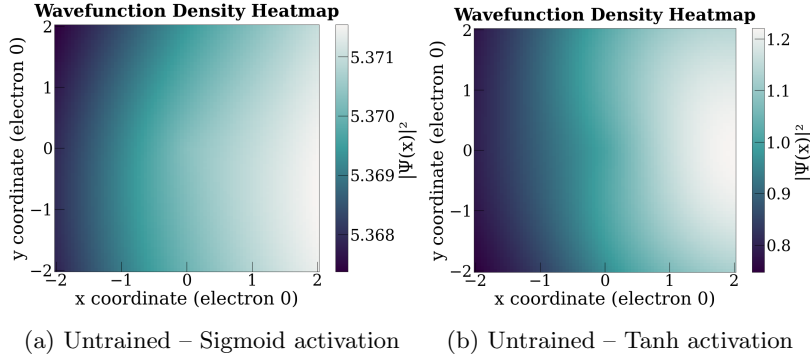 Wavefunction Density Heatmap
2
1
0
−1
−2
y coordinate (electron 0)
−2 −1 0 1 2
x coordinate (electron 0)
5.371
5.370
5.369
5.368
|Ψ(x)|²
(a) Untrained – Sigmoid activation
Wavefunction Density Heatmap
2
1
0
−1
−2
y coordinate (electron 0)
−2 −1 0 1 2
x coordinate (electron 0)
1.2
1.1
1.0
0.9
0.8
|Ψ(x)|²
(b) Untrained – Tanh activation